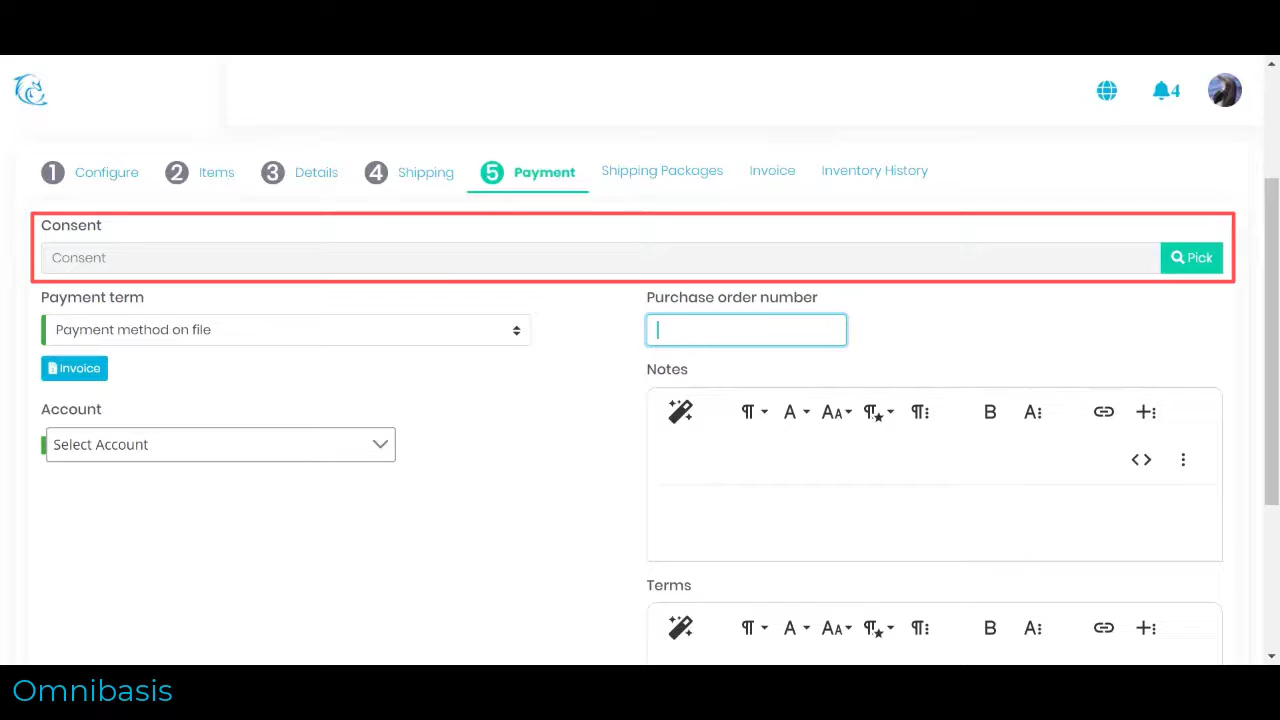 4
1 Configure 2 Items 3 Details 4 Shipping 5 Payment Shipping Packages Invoice Inventory History
Consent
Consent Pick
Payment term
Payment method on file
Invoice
Account
Select Account
Purchase order number
Notes
Terms
Omnibasis